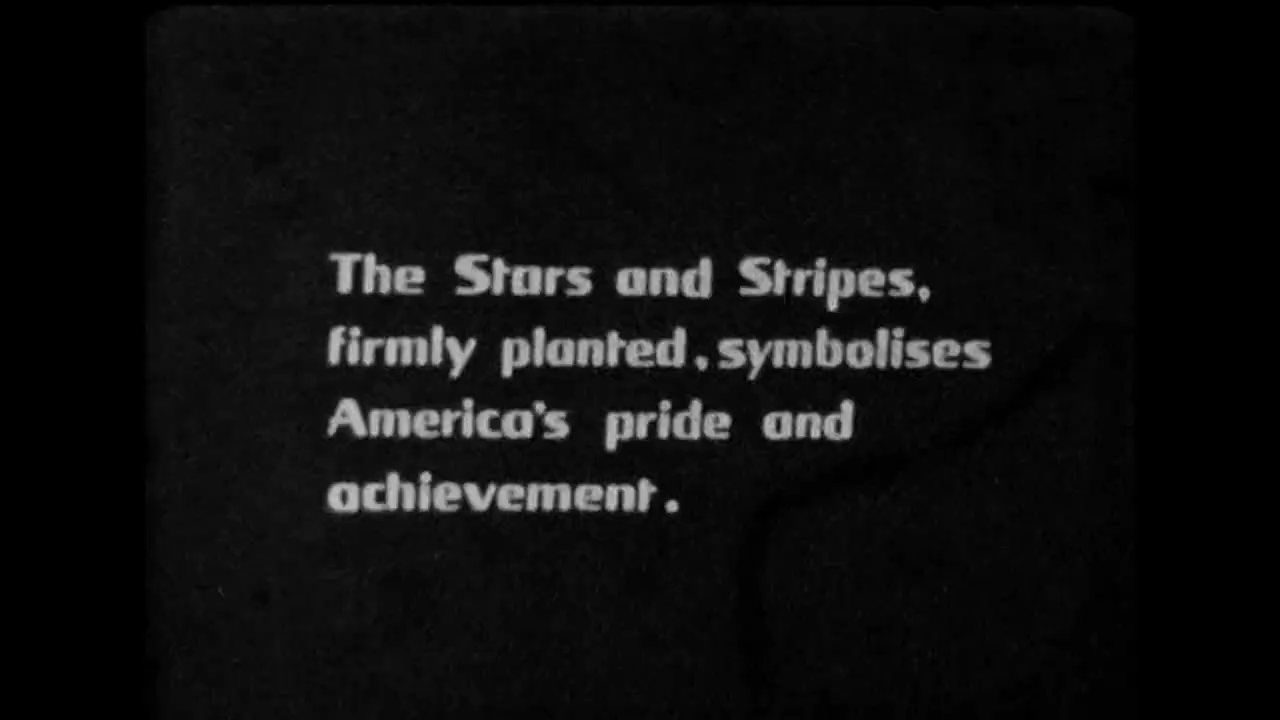 The Stars and Stripes,
firmly planted, symbolises
America's pride and
achievement.